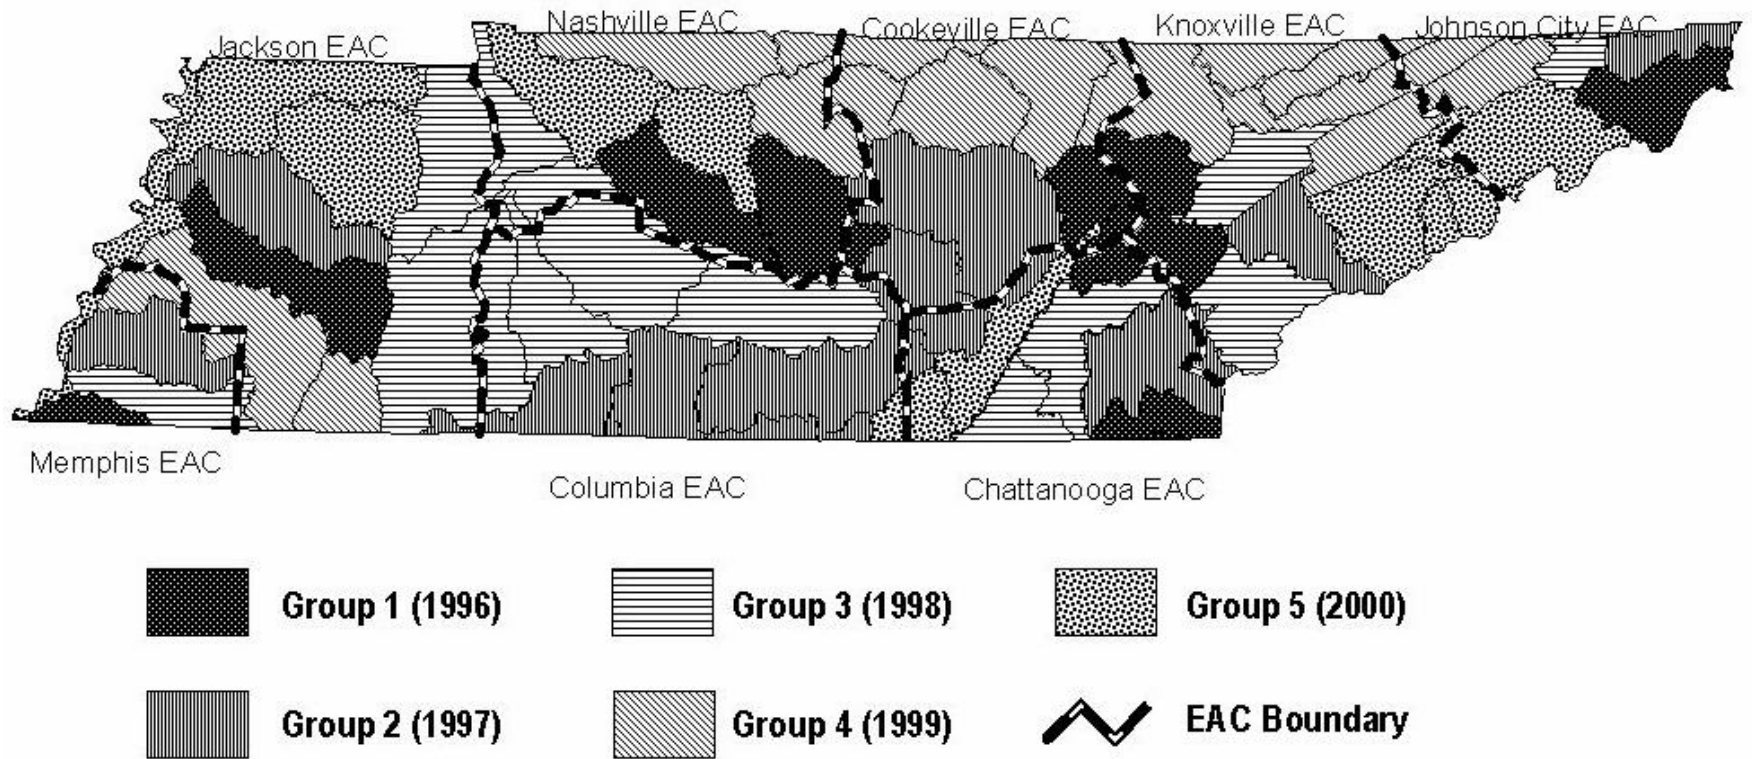 Nashville EAC
Cookeville EAC
Knoxville EAC
Johnson City EAC
Jackson EAC
Memphis EAC
Columbia EAC
Chattanooga EAC
Group 1 (1996)
Group 3 (1998)
Group 5 (2000)
Group 2 (1997)
Group 4 (1999)
EAC Boundary